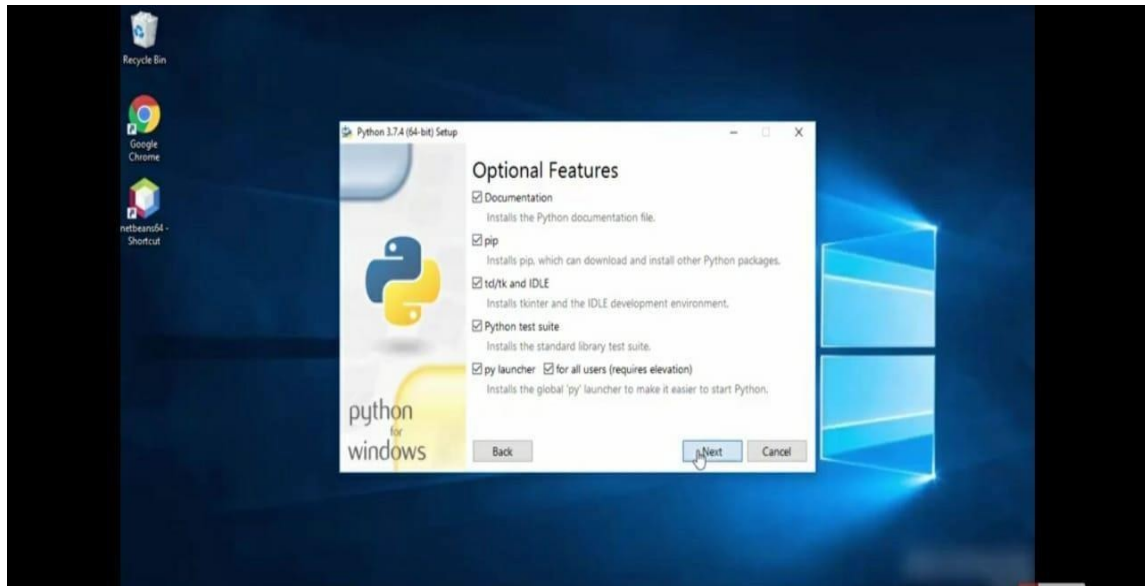 Recycle Bin
Google
Chrome
netbeans64 -
Shortcut
Python 3.7.4 (64-bit) Setup
Optional Features
Documentation
Installs the Python documentation file.
pip
Installs pip, which can download and install other Python packages.
tcl/tk and IDLE
Installs tkinter and the IDLE development environment.
Python test suite
Installs the standard library test suite.
py launcher for all users (requires elevation)
Installs the global 'py' launcher to make it easier to start Python.
python
for
windows
Back Next Cancel